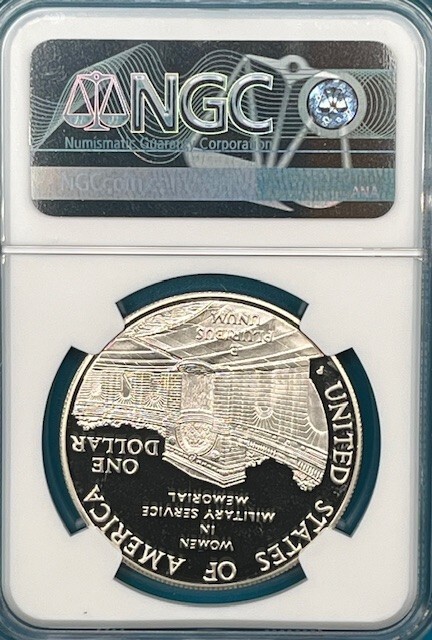 NGC
Numismatic Guaranty Corporation
NGCcoin.com
ANA
UNITED STATES OF AMERICA
WOMEN
IN
MILITARY SERVICE
MEMORIAL
ONE
DOLLAR
P
E
PLURIBUS
UNUM